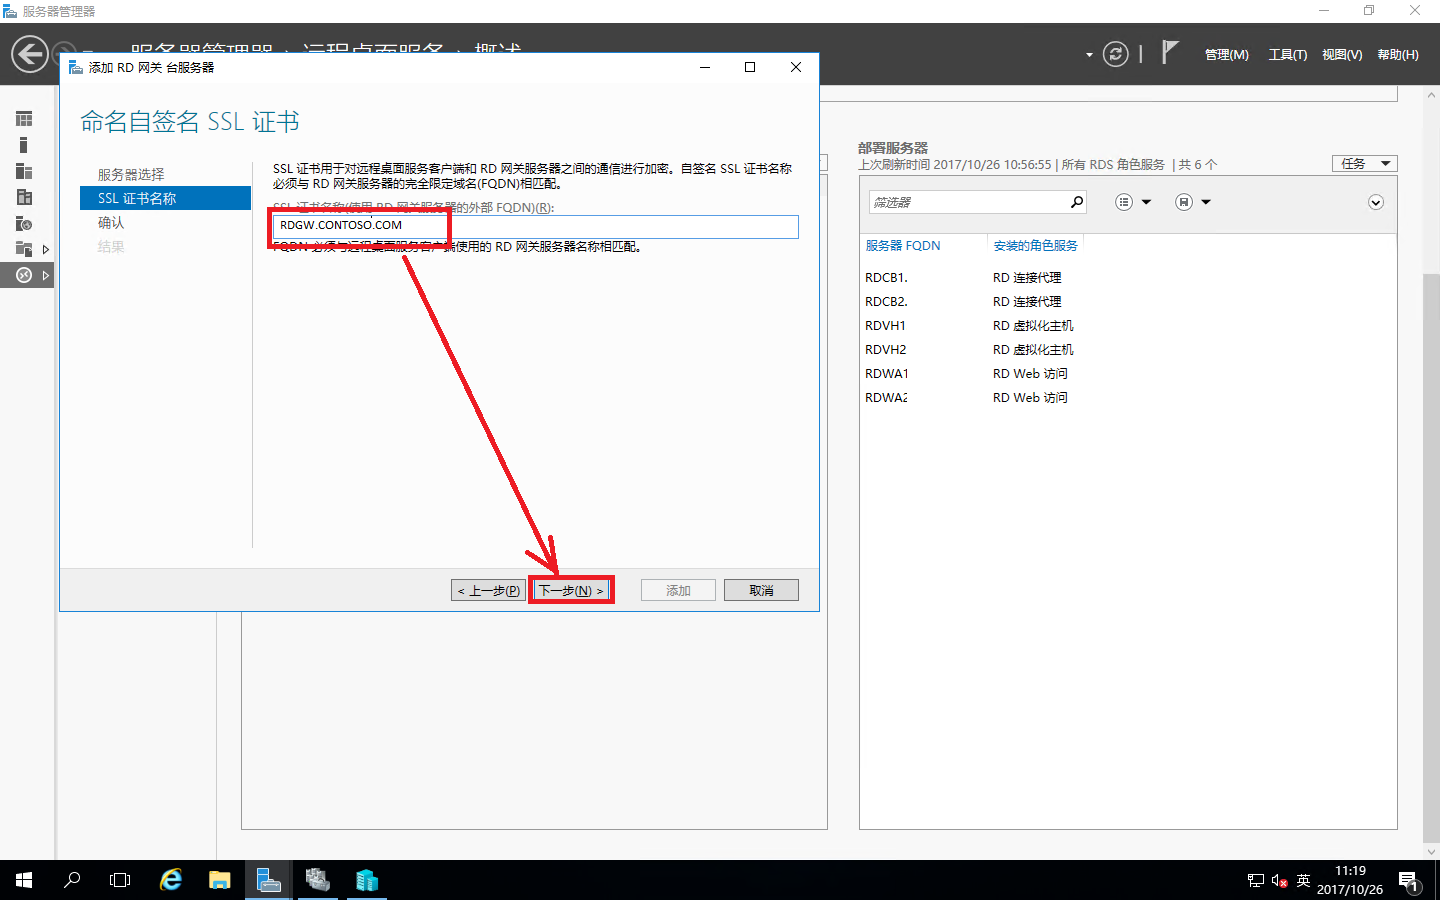 服务器管理器
服务器管理器 · 远程桌面服务 · 概述
管理(M) 工具(T) 视图(V) 帮助(H)
添加 RD 网关 台服务器
命名自签名 SSL 证书
服务器选择
SSL 证书名称
确认
结果
SSL 证书用于对远程桌面服务客户端和 RD 网关服务器之间的通信进行加密。自签名 SSL 证书名称
必须与 RD 网关服务器的完全限定域名(FQDN)相匹配。
SSL 证书名称(使用 RD 网关服务器的外部 FQDN)(R):
RDGW.CONTOSO.COM
FQDN 必须与远程桌面服务客户端使用的 RD 网关服务器名称相匹配。
< 上一步(P)
下一步(N) >
添加
取消
部署服务器
上次刷新时间 2017/10/26 10:56:55 | 所有 RDS 角色服务 | 共 6 个
任务
筛选器
服务器 FQDN 安装的角色服务
RDCB1. RD 连接代理
RDCB2. RD 连接代理
RDVH1 RD 虚拟化主机
RDVH2 RD 虚拟化主机
RDWA1 RD Web 访问
RDWA2 RD Web 访问
英
11:19
2017/10/26
1